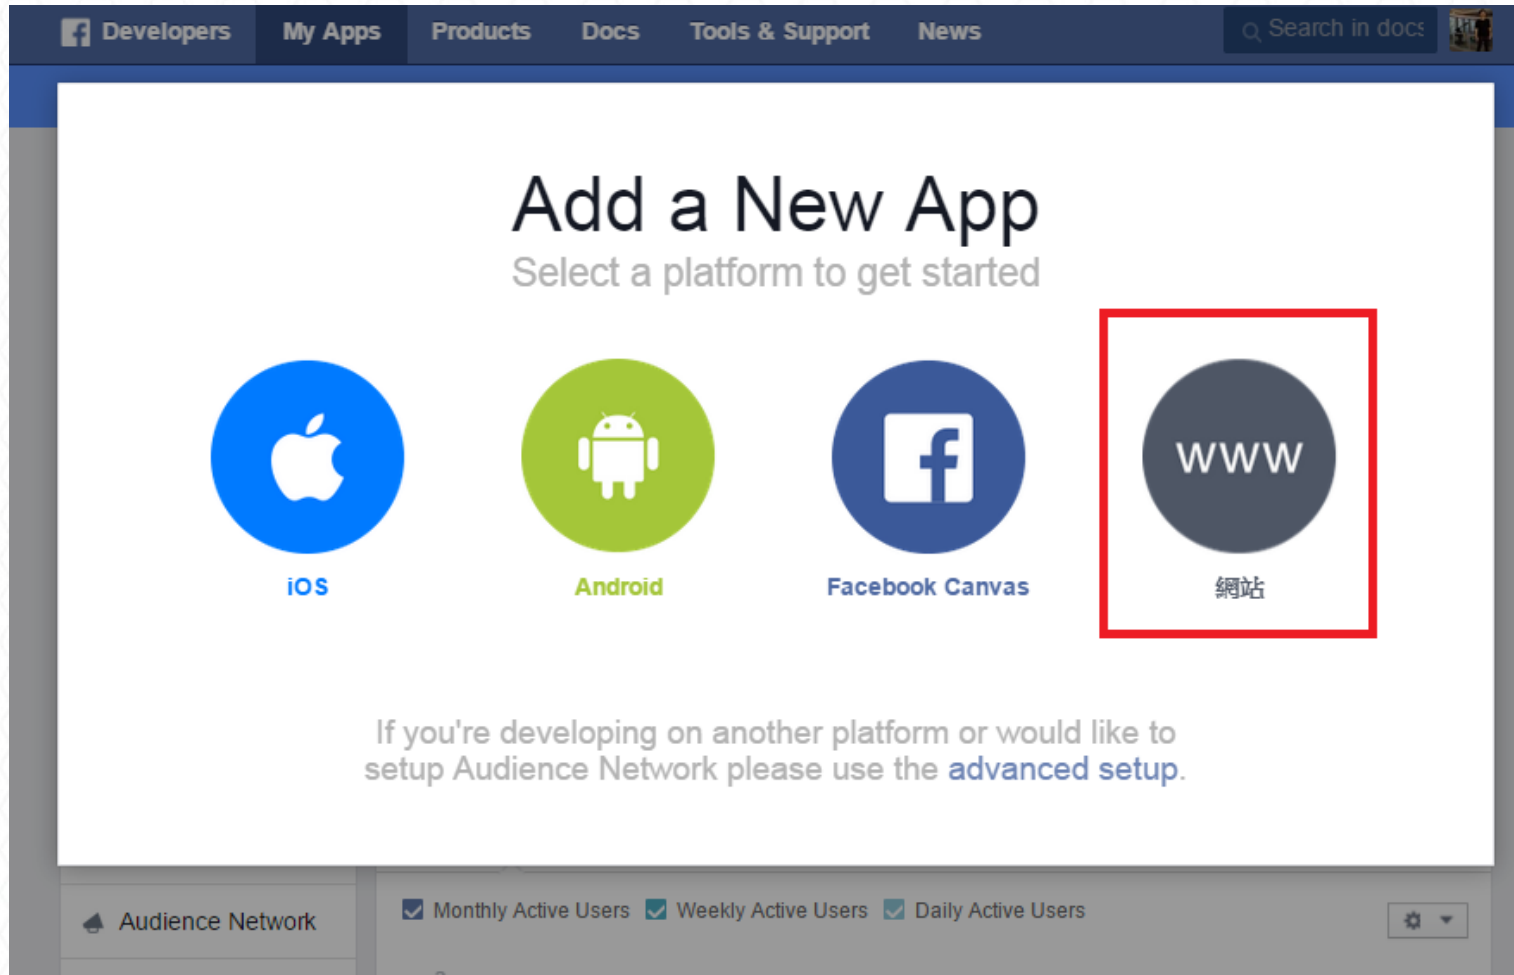 Developers My Apps Products Docs Tools & Support News Search in docs
Add a New App
Select a platform to get started
www
iOS Android Facebook Canvas 網站
If you're developing on another platform or would like to
setup Audience Network please use the advanced setup.
Audience Network Monthly Active Users Weekly Active Users Daily Active Users